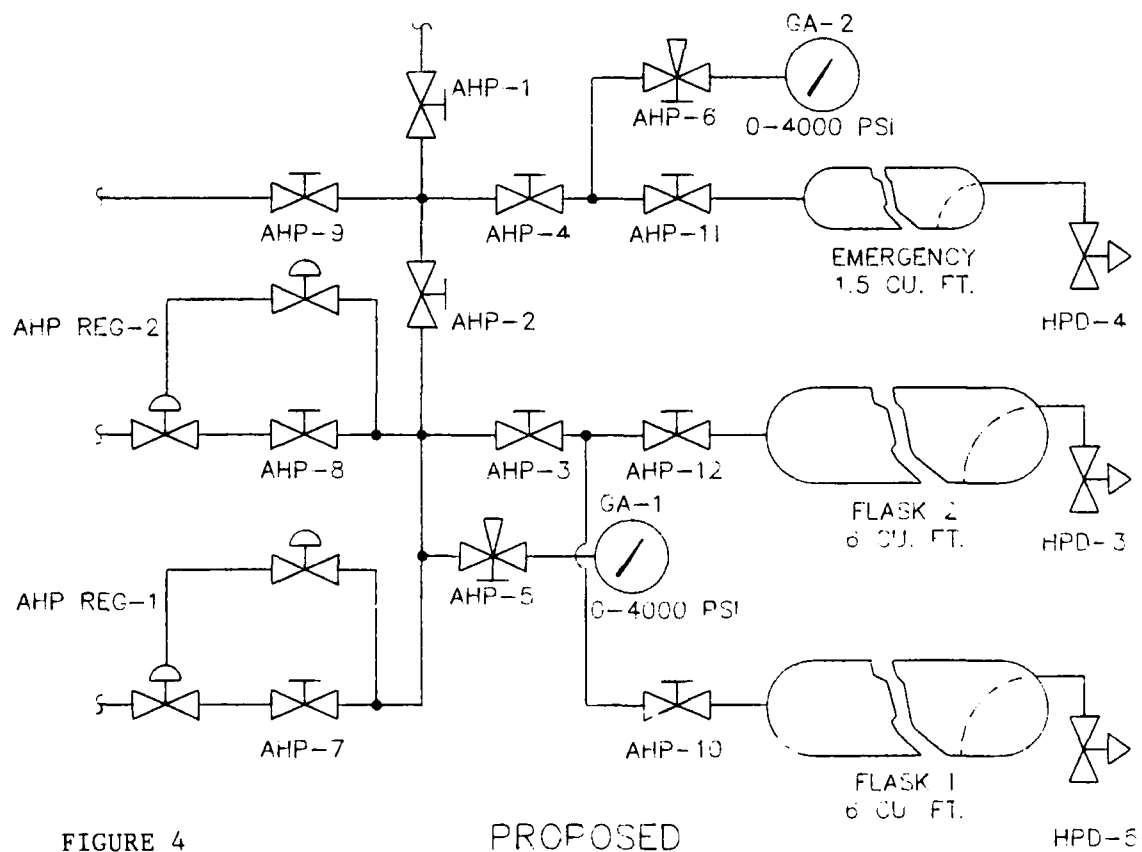 GA-2
AHP-1
AHP-6
0-4000 PSI
AHP-9
AHP-4
AHP-11
EMERGENCY
1.5 CU. FT.
HPD-4
AHP-2
AHP REG-2
AHP-8
AHP-3
AHP-12
FLASK 2
6 CU. FT.
HPD-3
GA-1
AHP-5
0-4000 PSI
AHP REG-1
AHP-7
AHP-10
FLASK 1
6 CU. FT.
HPD-5
FIGURE 4
PROPOSED